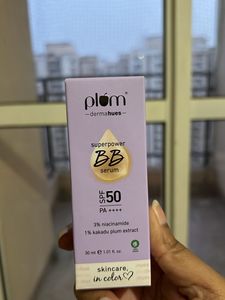 plum
dermahues
superpower
BB
serum
SPF 50
PA ++++
3% niacinamide
1% kakadu plum extract
30 ml ℮ (1.01 fl. oz)
skincare,
in color